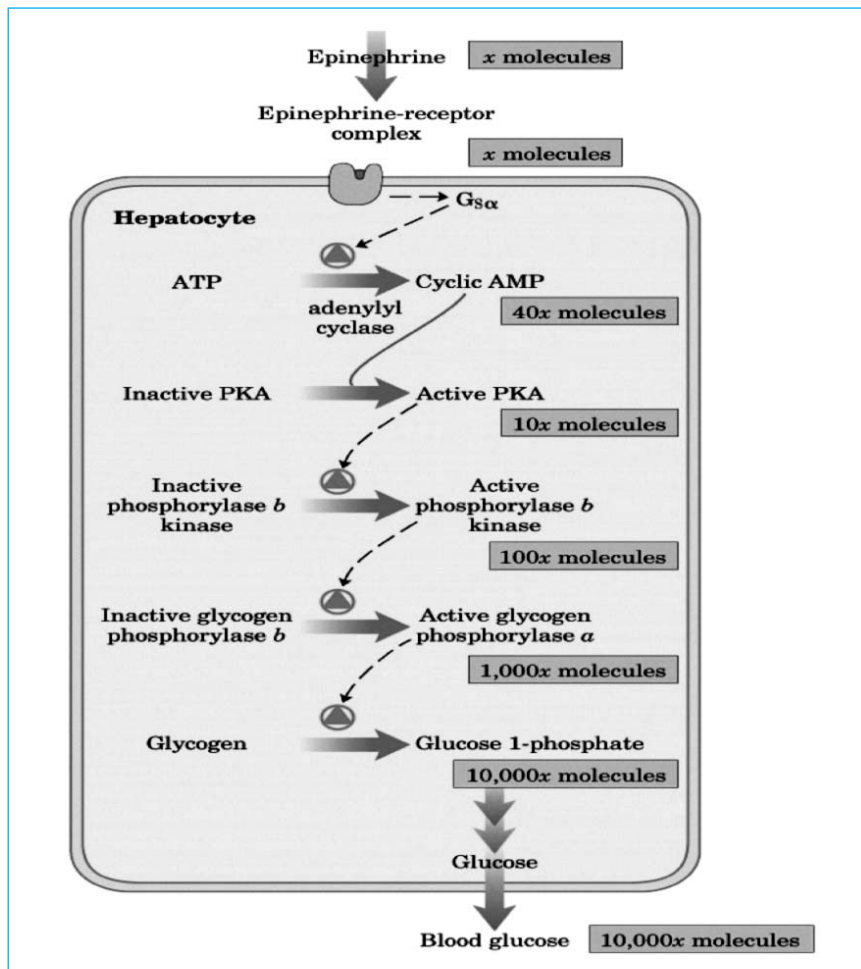 Epinephrine
x molecules
Epinephrine-receptor
complex
x molecules
GSα
Hepatocyte
ATP
Cyclic AMP
adenylyl
cyclase
40x molecules
Inactive PKA
Active PKA
10x molecules
Inactive
phosphorylase b
kinase
Active
phosphorylase b
kinase
100x molecules
Inactive glycogen
phosphorylase b
Active glycogen
phosphorylase a
1,000x molecules
Glycogen
Glucose 1-phosphate
10,000x molecules
Glucose
Blood glucose
10,000x molecules